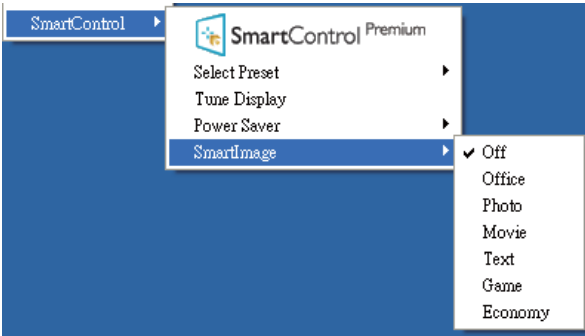 SmartControl
SmartControl Premium
Select Preset
Tune Display
Power Saver
SmartImage
Off
Office
Photo
Movie
Text
Game
Economy